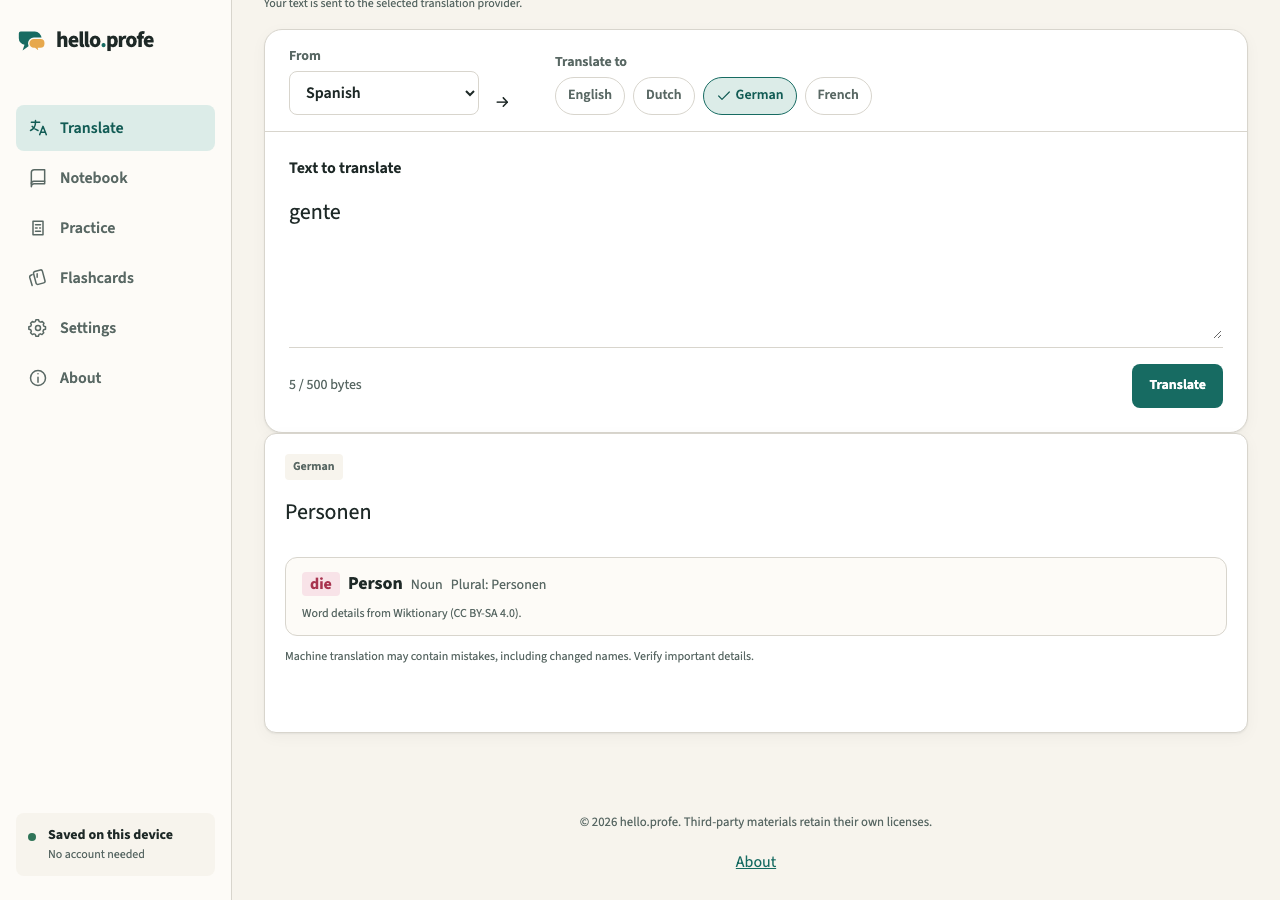 Your text is sent to the selected translation provider.
hello.profe
Translate
Notebook
Practice
Flashcards
Settings
About
Saved on this device
No account needed
From
Spanish
Translate to
English
Dutch
German
French
Text to translate
gente
5 / 500 bytes
Translate
German
Personen
die Person Noun Plural: Personen
Word details from Wiktionary (CC BY-SA 4.0).
Machine translation may contain mistakes, including changed names. Verify important details.
© 2026 hello.profe. Third-party materials retain their own licenses.
About